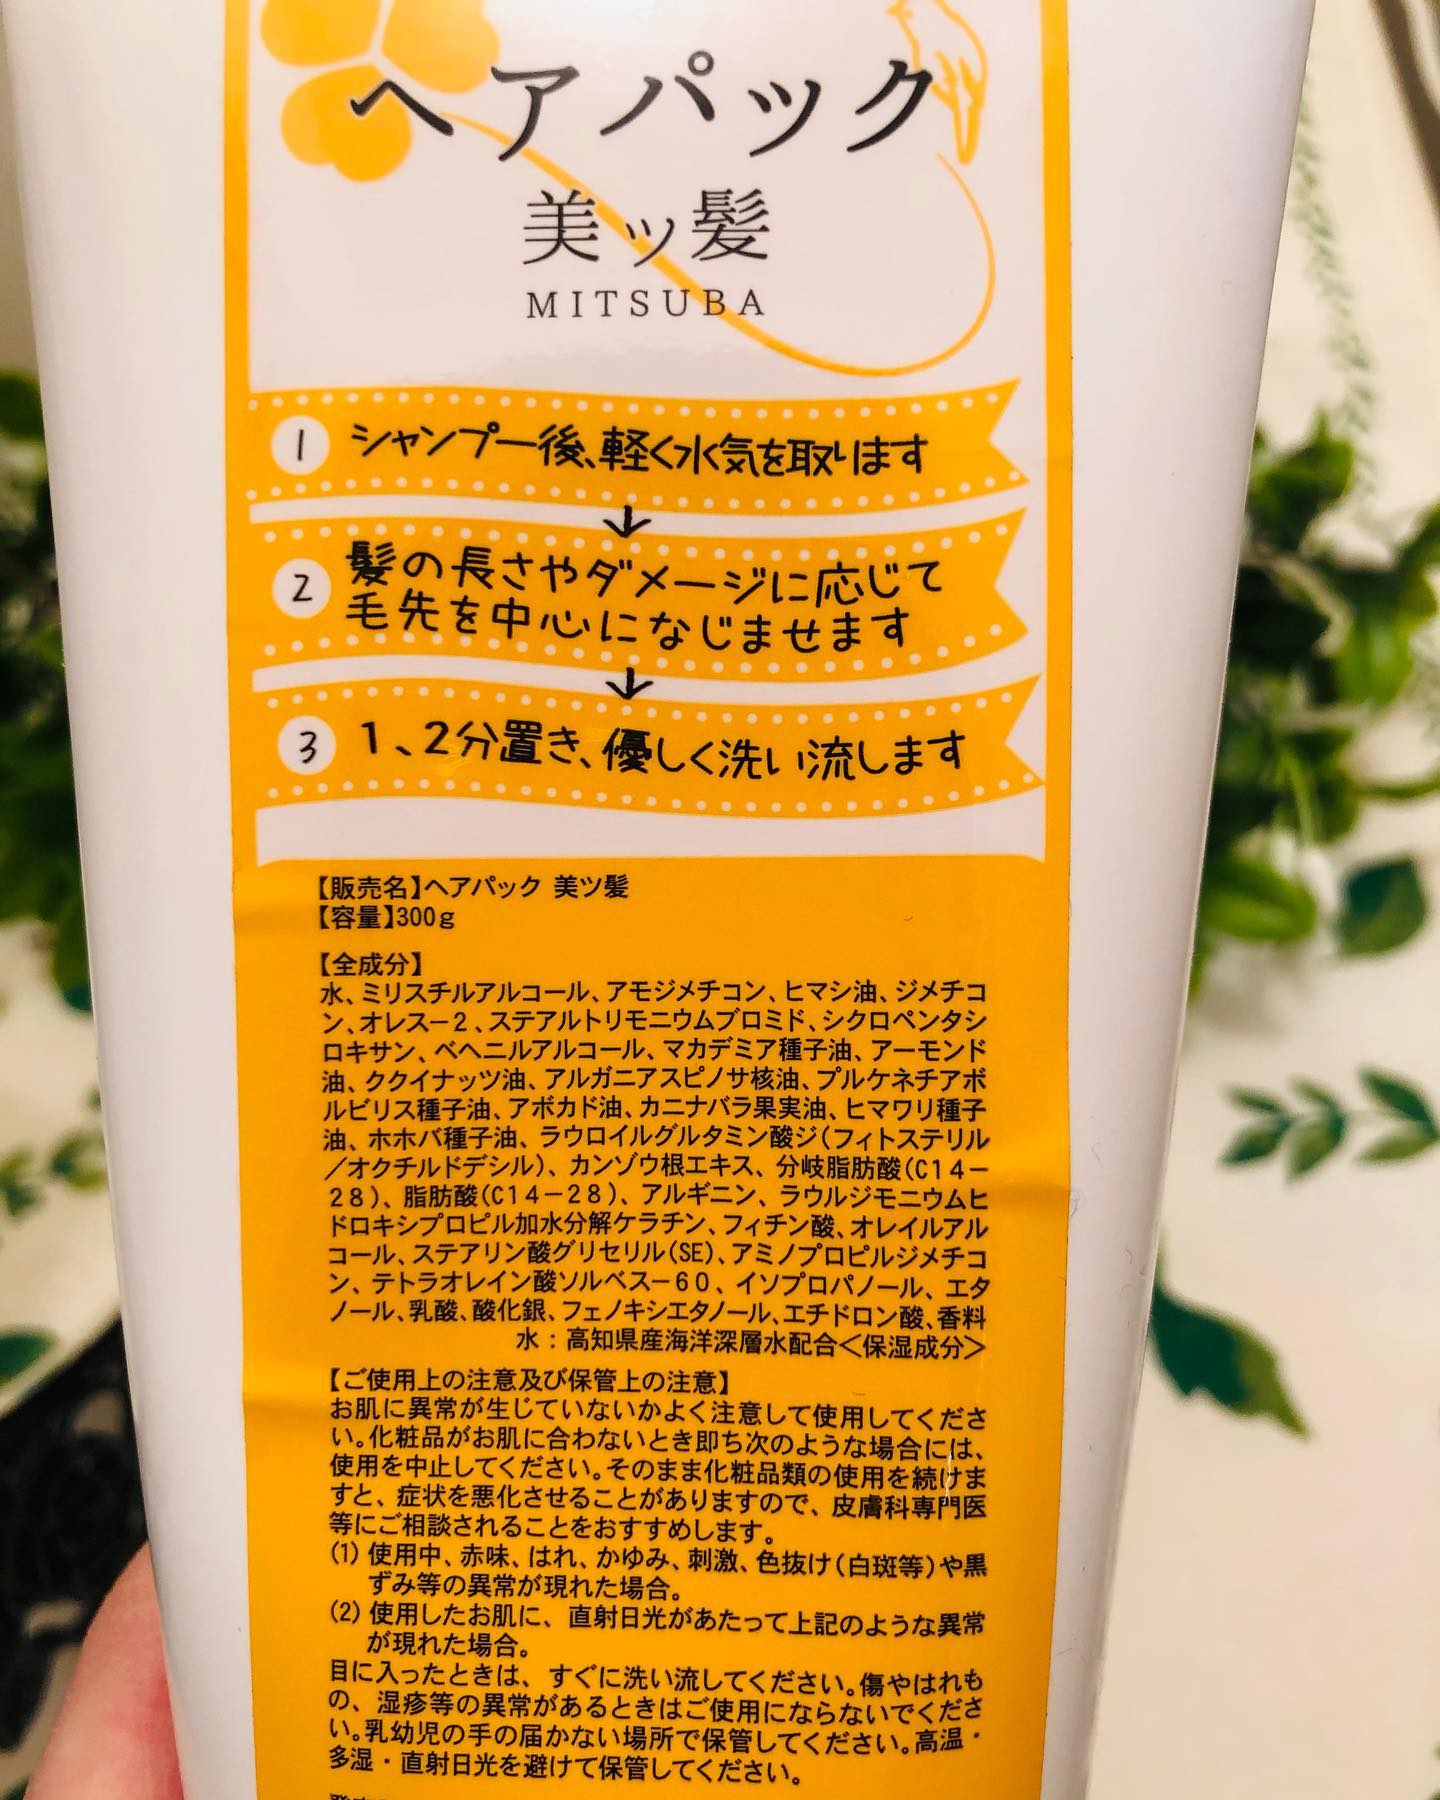 ヘアパック
美ッ髪
MITSUBA
1 シャンプー後、軽く水気を取ります
↓
2 髪の長さやダメージに応じて
毛先を中心になじませます
↓
3 1、2分置き、優しく洗い流します
【販売名】ヘアパック 美ツ髪
【容量】300g
【全成分】
水、ミリスチルアルコール、アモジメチコン、ヒマシ油、ジメチコ
ン、オレス-2、ステアルトリモニウムブロミド、シクロペンタシ
ロキサン、ベヘニルアルコール、マカデミア種子油、アーモンド
油、ククイナッツ油、アルガニアスピノサ核油、プルケネチアボ
ルビリス種子油、アボカド油、カニナバラ果実油、ヒマワリ種子
油、ホホバ種子油、ラウロイルグルタミン酸ジ(フィトステリル
/オクチルドデシル)、カンゾウ根エキス、分岐脂肪酸(C14-
28)、脂肪酸(C14-28)、アルギニン、ラウルジモニウムヒ
ドロキシプロピル加水分解ケラチン、フィチン酸、オレイルアル
コール、ステアリン酸グリセリル(SE)、アミノプロピルジメチコ
ン、テトラオレイン酸ソルベス-60、イソプロパノール、エタ
ノール、乳酸、酸化銀、フェノキシエタノール、エチドロン酸、香料
水：高知県産海洋深層水配合<保湿成分>
【ご使用上の注意及び保管上の注意】
お肌に異常が生じていないかよく注意して使用してくださ
い。化粧品がお肌に合わないとき即ち次のような場合には、
使用を中止してください。そのまま化粧品類の使用を続けま
すと、症状を悪化させることがありますので、皮膚科専門医
等にご相談されることをおすすめします。
(1) 使用中、赤味、はれ、かゆみ、刺激、色抜け(白斑等)や黒
ずみ等の異常が現れた場合。
(2) 使用したお肌に、直射日光があたって上記のような異常
が現れた場合。
目に入ったときは、すぐに洗い流してください。傷やはれも
の、湿疹等の異常があるときはご使用にならないでくださ
い。乳幼児の手の届かない場所で保管してください。高温・
多湿・直射日光を避けて保管してください。